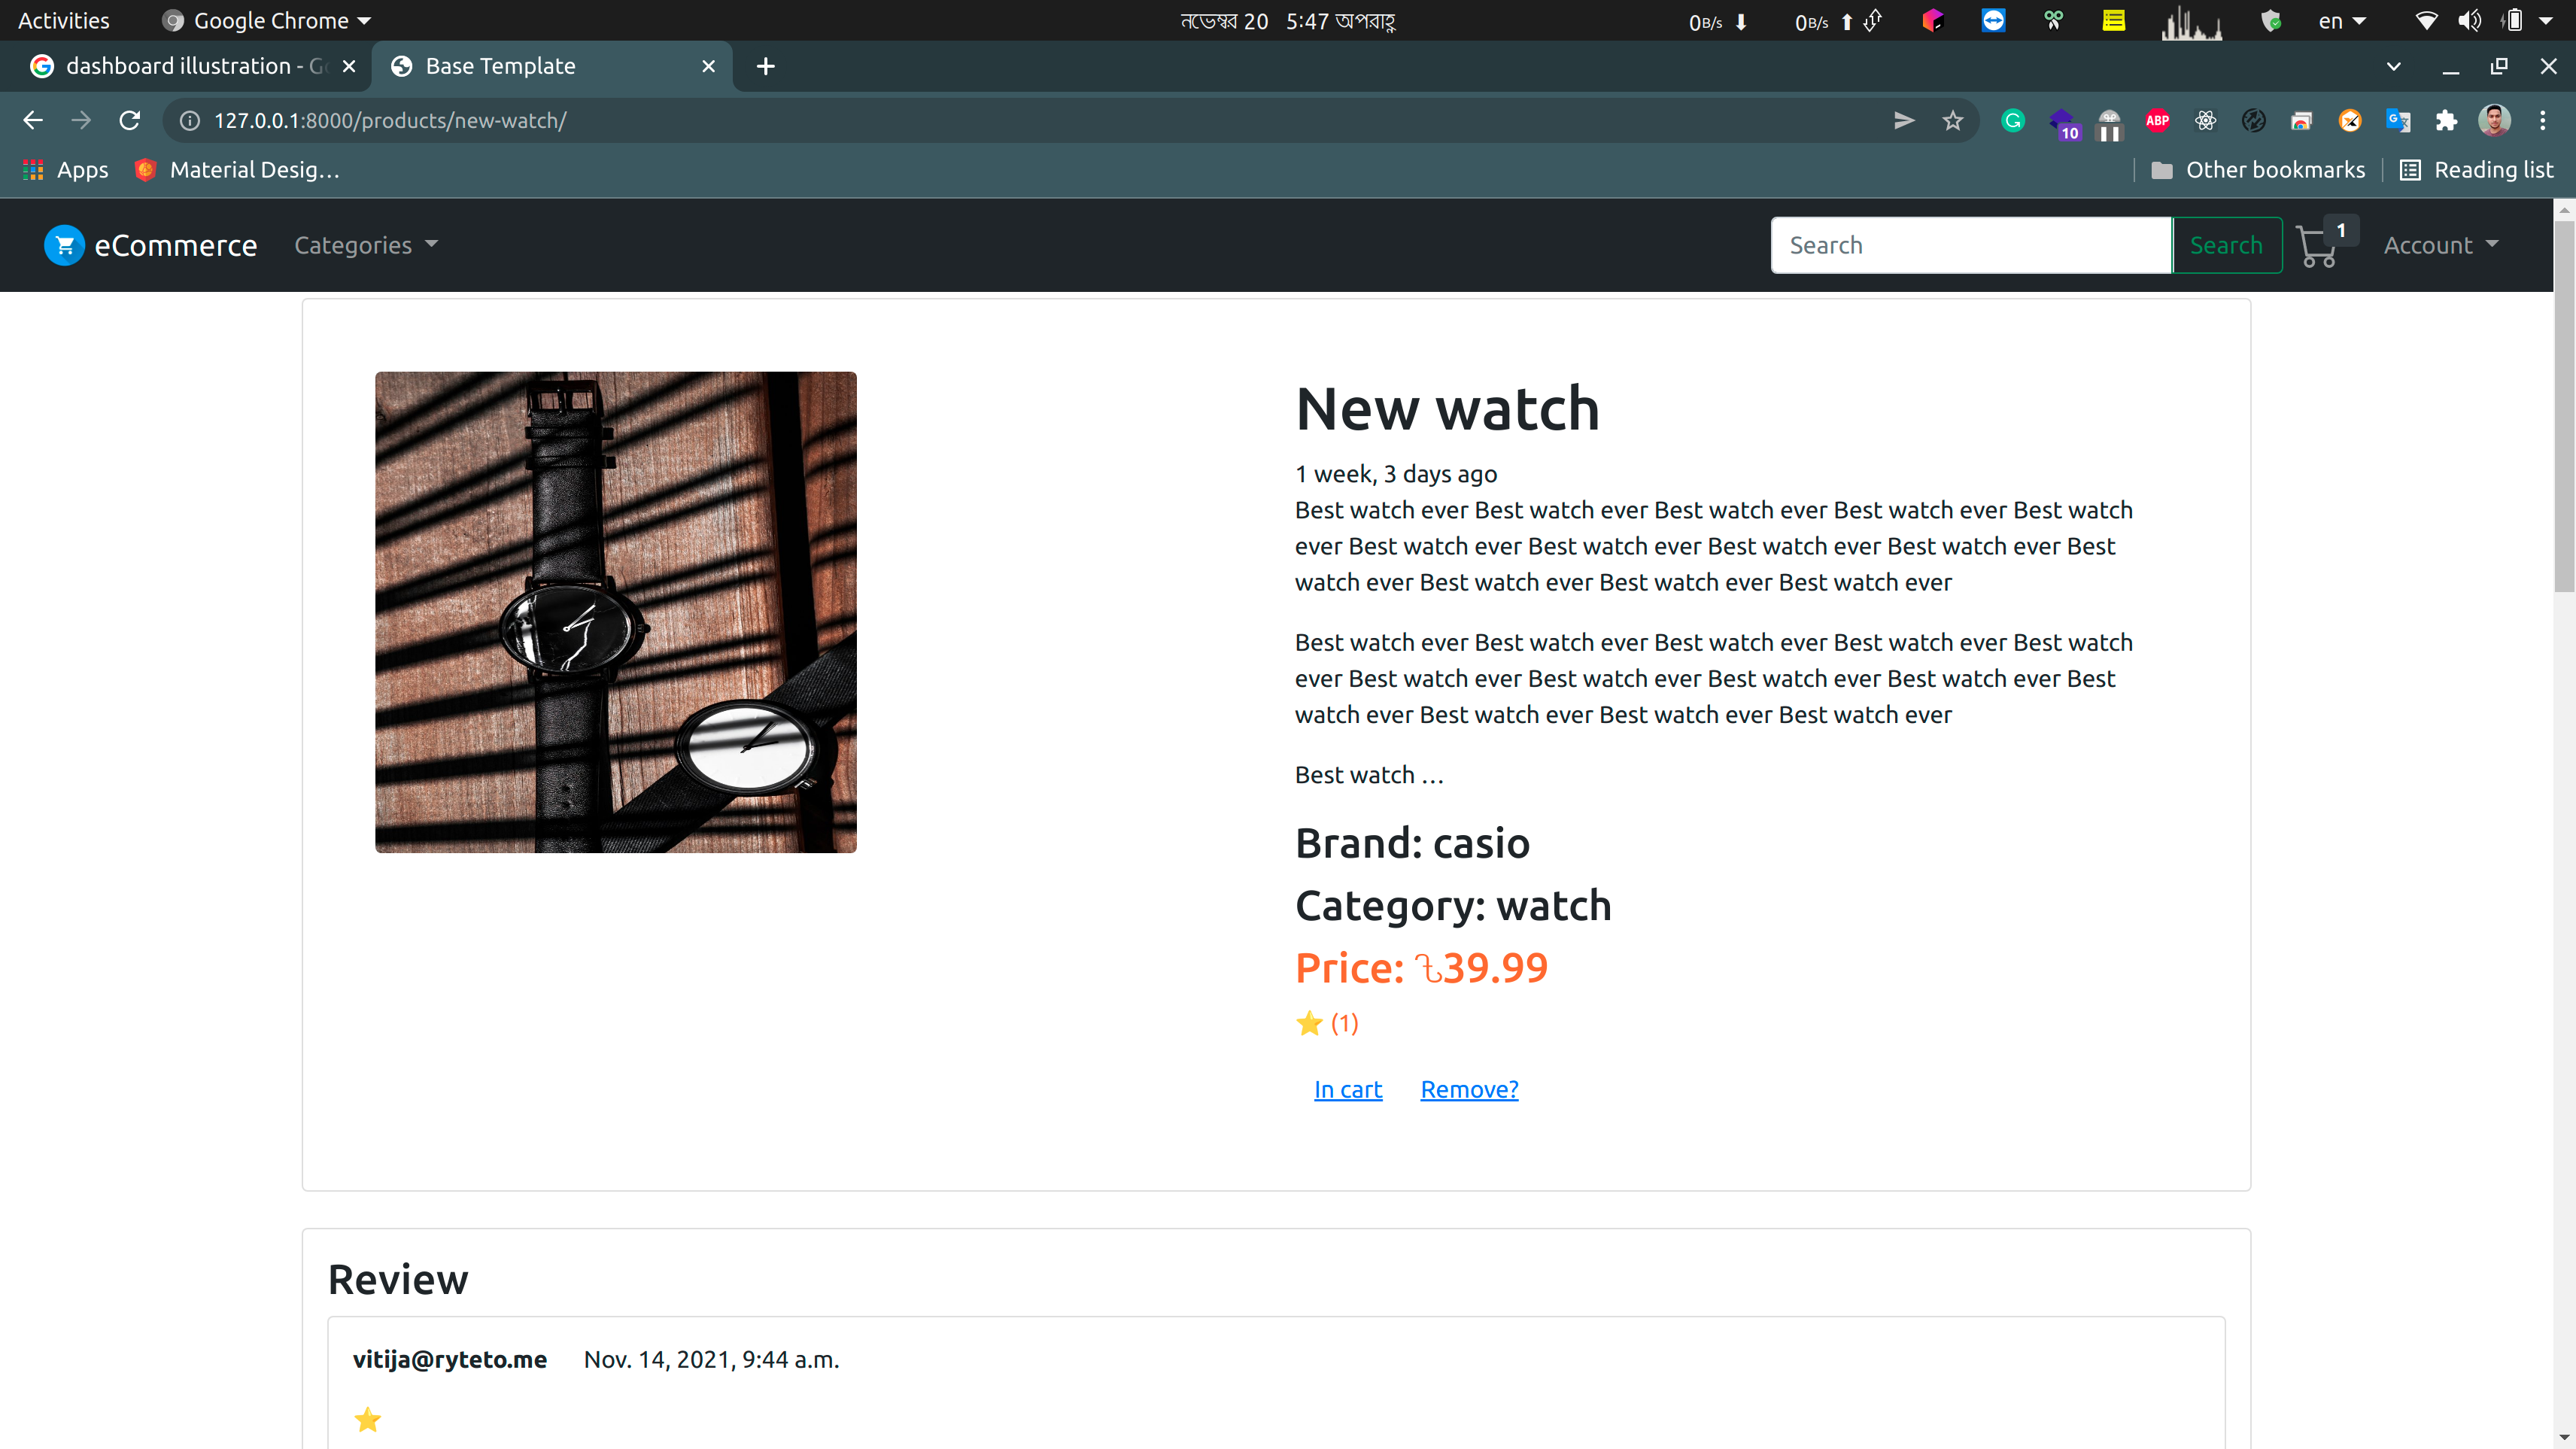 Activities
Google Chrome
নভেম্বর 20 5:47 অপরাহ্ণ
0B/s
0B/s
en
dashboard illustration - Go
Base Template
127.0.0.1:8000/products/new-watch/
10
ABP
Apps
Material Desig…
Other bookmarks
Reading list
eCommerce
Categories
Search
Search
1
Account
New watch
1 week, 3 days ago
Best watch ever Best watch ever Best watch ever Best watch ever Best watch
ever Best watch ever Best watch ever Best watch ever Best watch ever Best
watch ever Best watch ever Best watch ever Best watch ever
Best watch ever Best watch ever Best watch ever Best watch ever Best watch
ever Best watch ever Best watch ever Best watch ever Best watch ever Best
watch ever Best watch ever Best watch ever Best watch ever
Best watch …
Brand: casio
Category: watch
Price: ৳39.99
⭐ (1)
In cart
Remove?
Review
vitija@ryteto.me Nov. 14, 2021, 9:44 a.m.
⭐